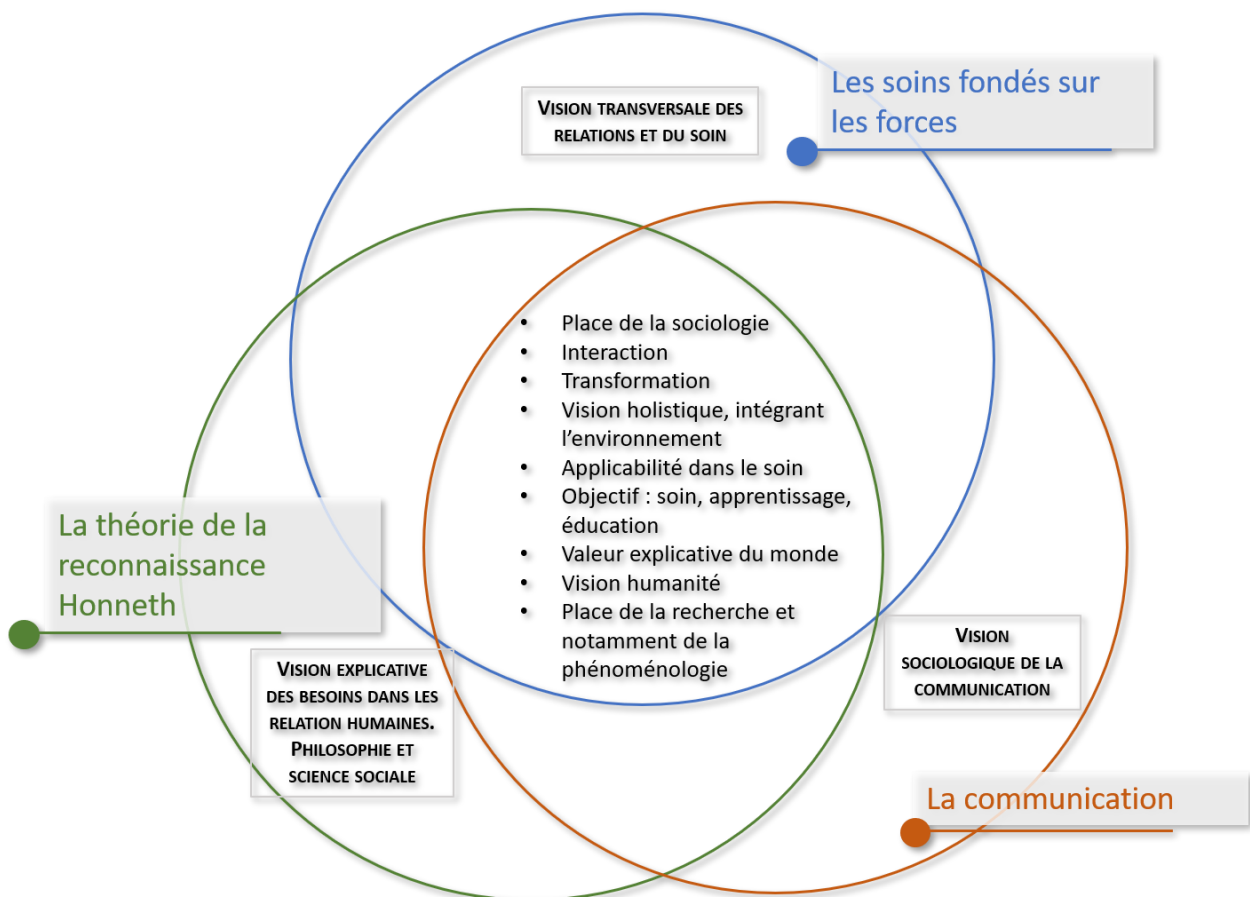 Les soins fondés sur
les forces
VISION TRANSVERSALE DES
RELATIONS ET DU SOIN
• Place de la sociologie
• Interaction
• Transformation
• Vision holistique, intégrant
l’environnement
• Applicabilité dans le soin
• Objectif : soin, apprentissage,
éducation
• Valeur explicative du monde
• Vision humanité
• Place de la recherche et
notamment de la
phénoménologie
La théorie de la
reconnaissance
Honneth
VISION EXPLICATIVE
DES BESOINS DANS LES
RELATION HUMAINES.
PHILOSOPHIE ET
SCIENCE SOCIALE
VISION
SOCIOLOGIQUE DE LA
COMMUNICATION
La communication